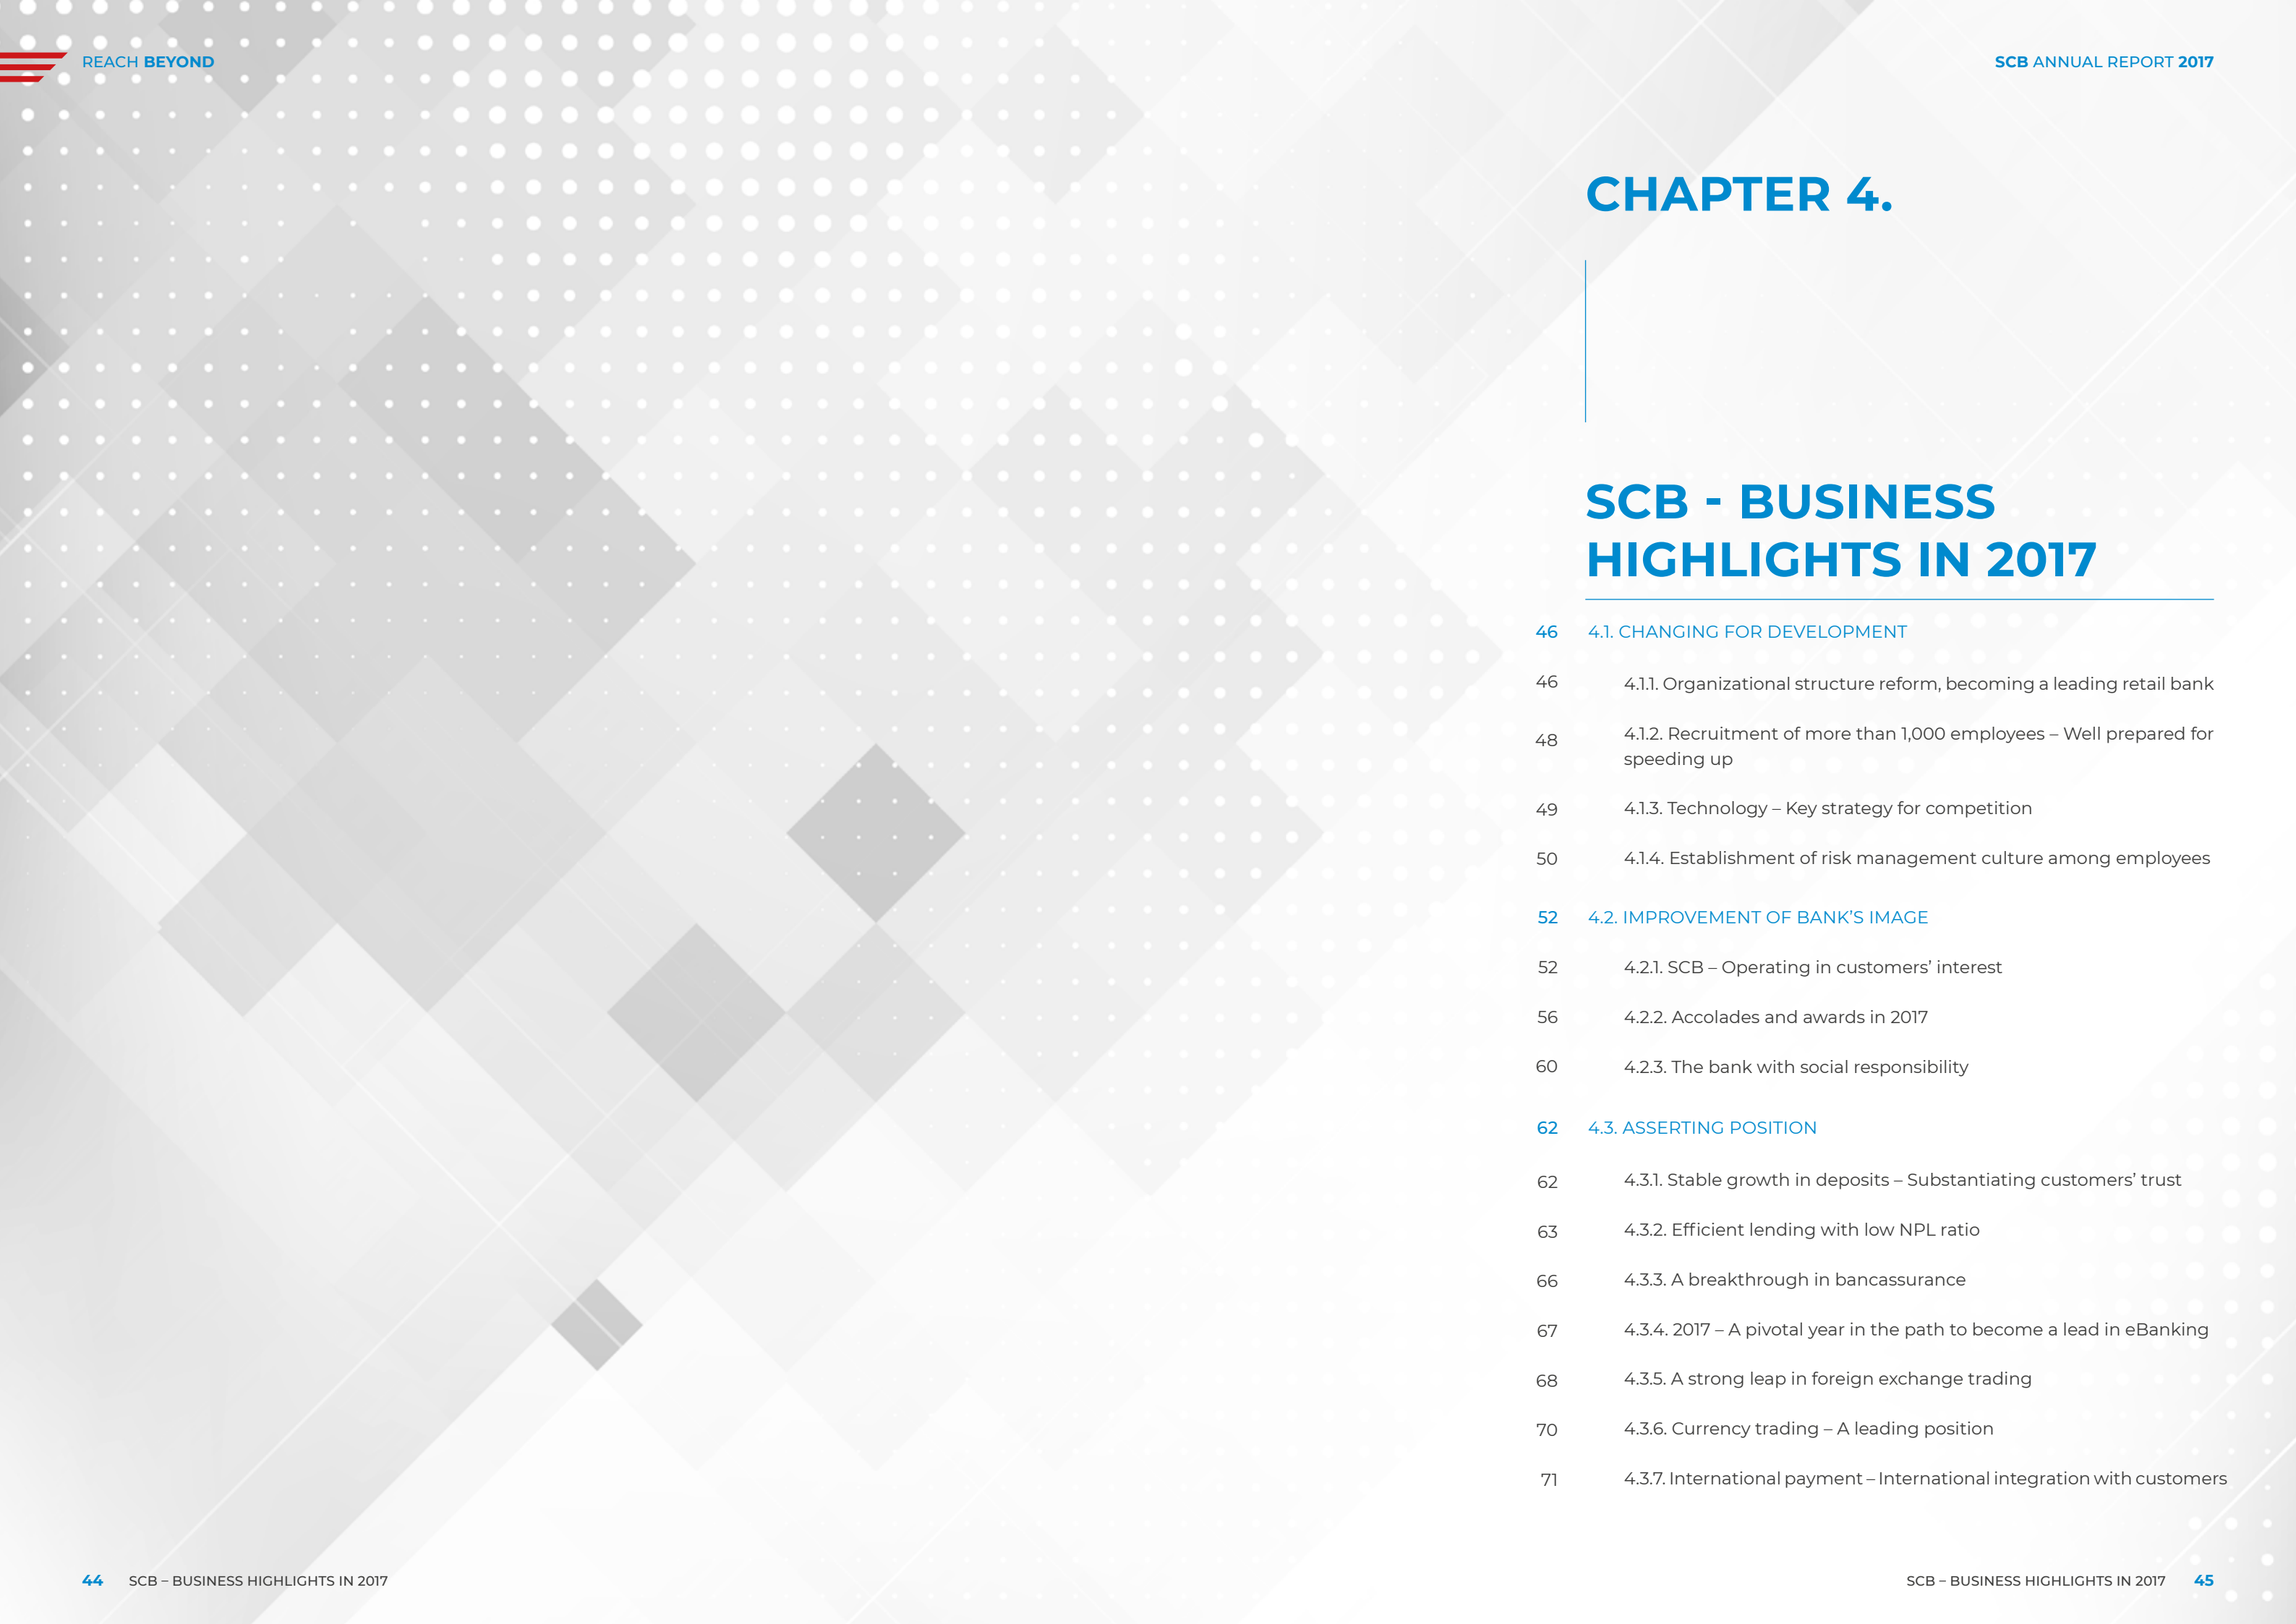 REACH BEYOND
SCB ANNUAL REPORT 2017
CHAPTER 4.
SCB - BUSINESS
HIGHLIGHTS IN 2017
46 4.1. CHANGING FOR DEVELOPMENT
46 4.1.1. Organizational structure reform, becoming a leading retail bank
48 4.1.2. Recruitment of more than 1,000 employees – Well prepared for
speeding up
49 4.1.3. Technology – Key strategy for competition
50 4.1.4. Establishment of risk management culture among employees
52 4.2. IMPROVEMENT OF BANK’S IMAGE
52 4.2.1. SCB – Operating in customers’ interest
56 4.2.2. Accolades and awards in 2017
60 4.2.3. The bank with social responsibility
62 4.3. ASSERTING POSITION
62 4.3.1. Stable growth in deposits – Substantiating customers’ trust
63 4.3.2. Efficient lending with low NPL ratio
66 4.3.3. A breakthrough in bancassurance
67 4.3.4. 2017 – A pivotal year in the path to become a lead in eBanking
68 4.3.5. A strong leap in foreign exchange trading
70 4.3.6. Currency trading – A leading position
71 4.3.7. International payment – International integration with customers
44 SCB – BUSINESS HIGHLIGHTS IN 2017
SCB – BUSINESS HIGHLIGHTS IN 2017 45